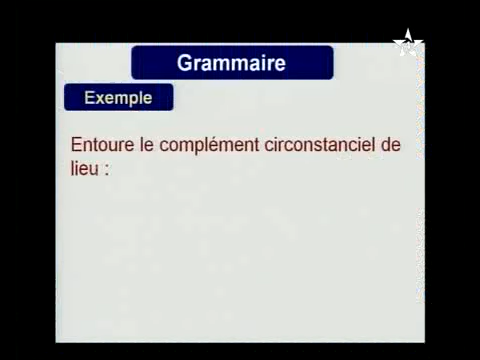 Grammaire
Exemple
Entoure le complément circonstanciel de
lieu :